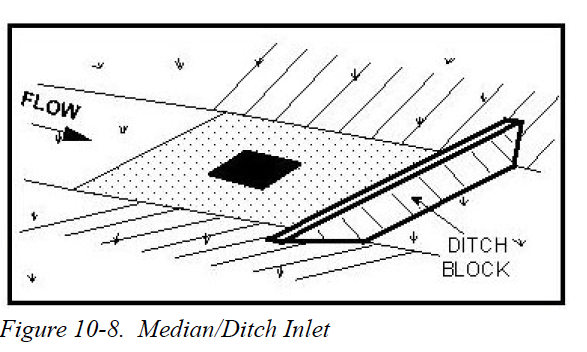 FLOW
DITCH
BLOCK
Figure 10-8.  Median/Ditch Inlet